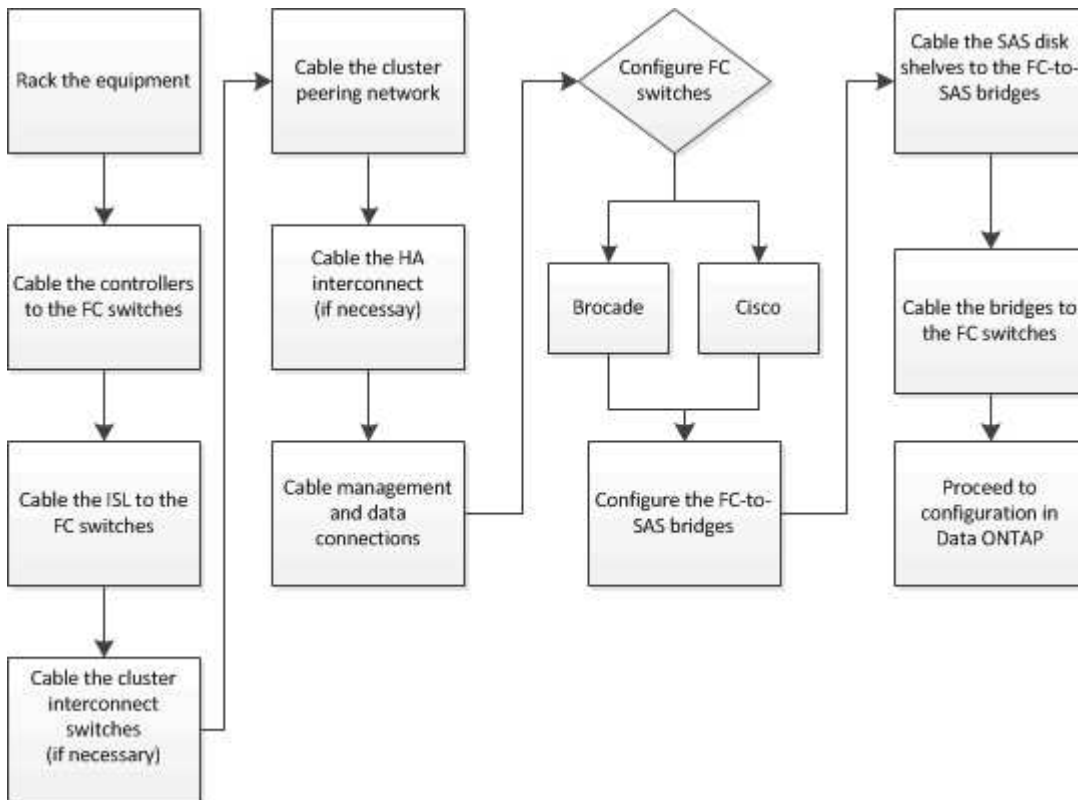 Rack the equipment
Cable the controllers
to the FC switches
Cable the ISL to the
FC switches
Cable the cluster
interconnect
switches
(if necessary)
Cable the cluster
peering network
Cable the HA
interconnect
(if necessay)
Cable management
and data
connections
Configure FC
switches
Brocade
Cisco
Configure the FC-to-
SAS bridges
Cable the SAS disk
shelves to the FC-to-
SAS bridges
Cable the bridges to
the FC switches
Proceed to
configuration in
Data ONTAP